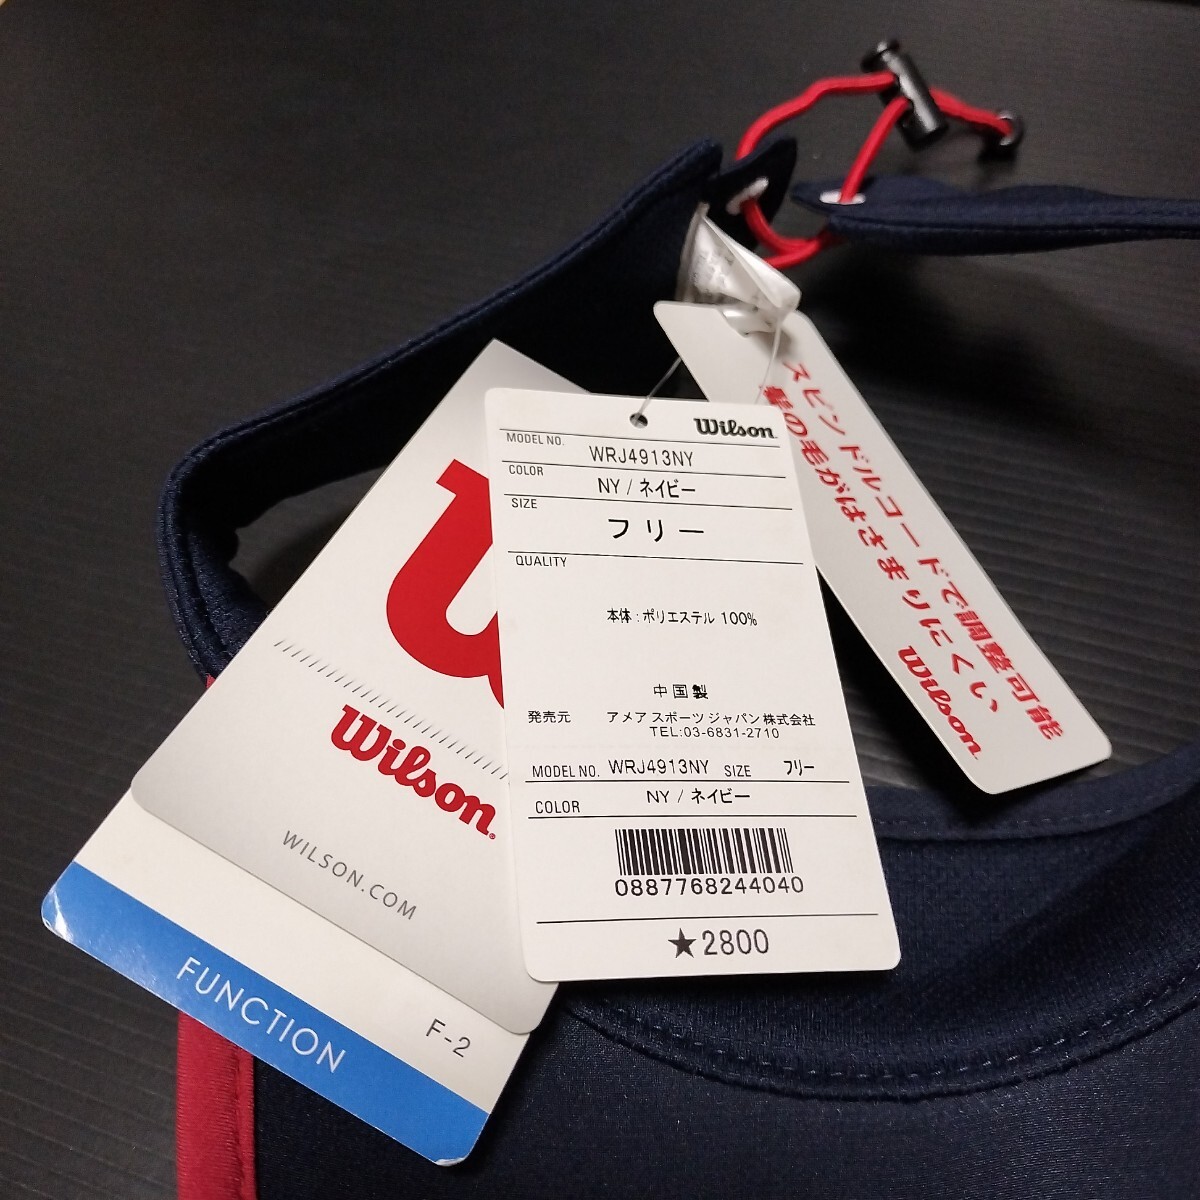 Wilson
MODEL NO. WRJ4913NY
COLOR NY / ネイビー
SIZE フリー
QUALITY
本体 : ポリエステル 100%
中国製
発売元 アメアスポーツジャパン株式会社
TEL:03-6831-2710
MODEL NO. WRJ4913NY SIZE フリー
COLOR NY / ネイビー
0887768244040
★2800
スピンドルコードで調整可能
髪の毛がはさまりにくい
Wilson
W
Wilson
WILSON.COM
F-2
FUNCTION